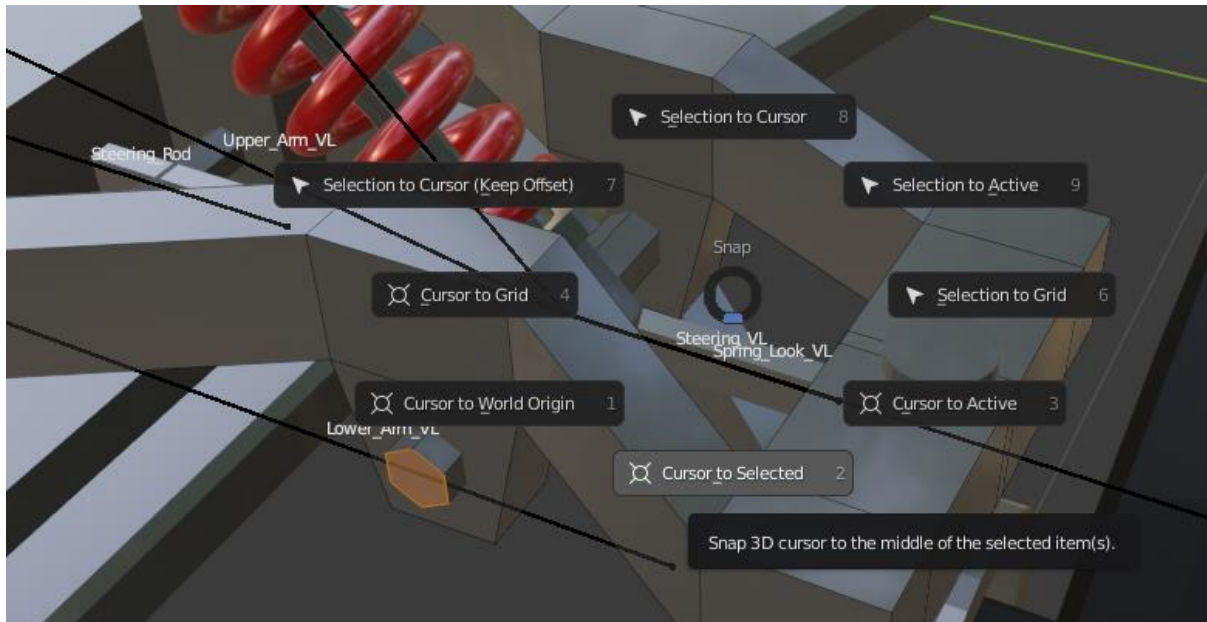 Selection to Cursor 8
Upper_Arm_VL
Steering_Rod
Selection to Cursor (Keep Offset) 7
Selection to Active 9
Snap
Cursor to Grid 4
Selection to Grid 6
Steering_VL
Spring_Look_VL
Cursor to World Origin 1
Cursor to Active 3
Lower_Arm_VL
Cursor to Selected 2
Snap 3D cursor to the middle of the selected item(s).